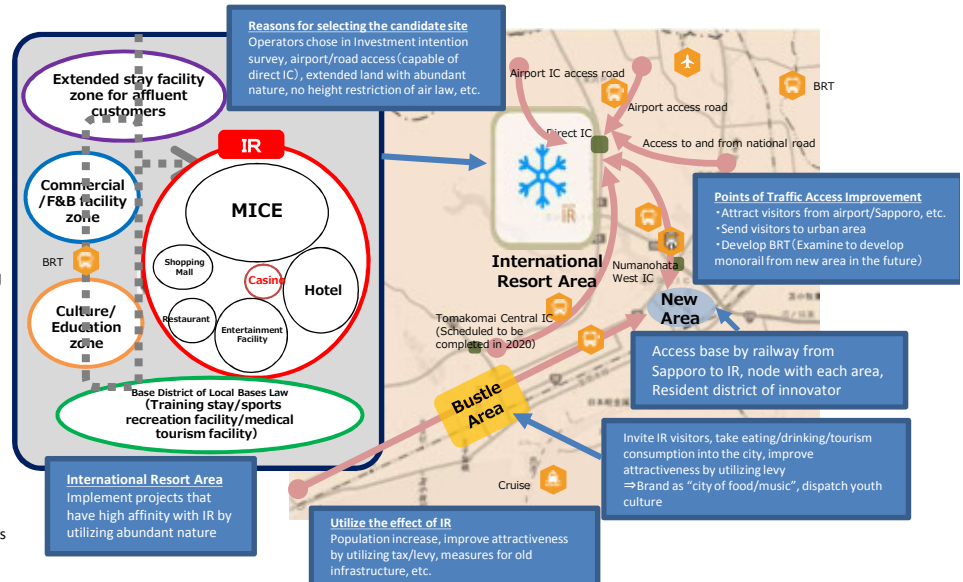 Reasons for selecting the candidate site
Operators chose in Investment intention
survey, airport/road access(capable of
direct IC), extended land with abundant
nature, no height restriction of air law, etc.
Extended stay facility
zone for affluent
customers
IR
Commercial
/F&B facility
zone
MICE
Shopping
Mall
Casino
Hotel
BRT
Restaurant
Entertainment
Facility
Culture/
Education
zone
Base District of Local Bases Law
(Training stay/sports
recreation facility/medical
tourism facility)
International Resort Area
Implement projects that
have high affinity with IR by
utilizing abundant nature
Airport IC access road
BRT
Airport access road
Direct IC
Access to and from national road
IR
International
Resort Area
Points of Traffic Access Improvement
・Attract visitors from airport/Sapporo, etc.
・Send visitors to urban area
・Develop BRT(Examine to develop
monorail from new area in the future)
Numanohata
West IC
New
Area
Tomakomai Central IC
(Scheduled to be
completed in 2020)
Access base by railway from
Sapporo to IR, node with each area,
Resident district of innovator
Bustle
Area
Invite IR visitors, take eating/drinking/tourism
consumption into the city, improve
attractiveness by utilizing levy
⇒Brand as "city of food/music", dispatch youth
culture
Cruise
Utilize the effect of IR
Population increase, improve attractiveness
by utilizing tax/levy, measures for old
infrastructure, etc.